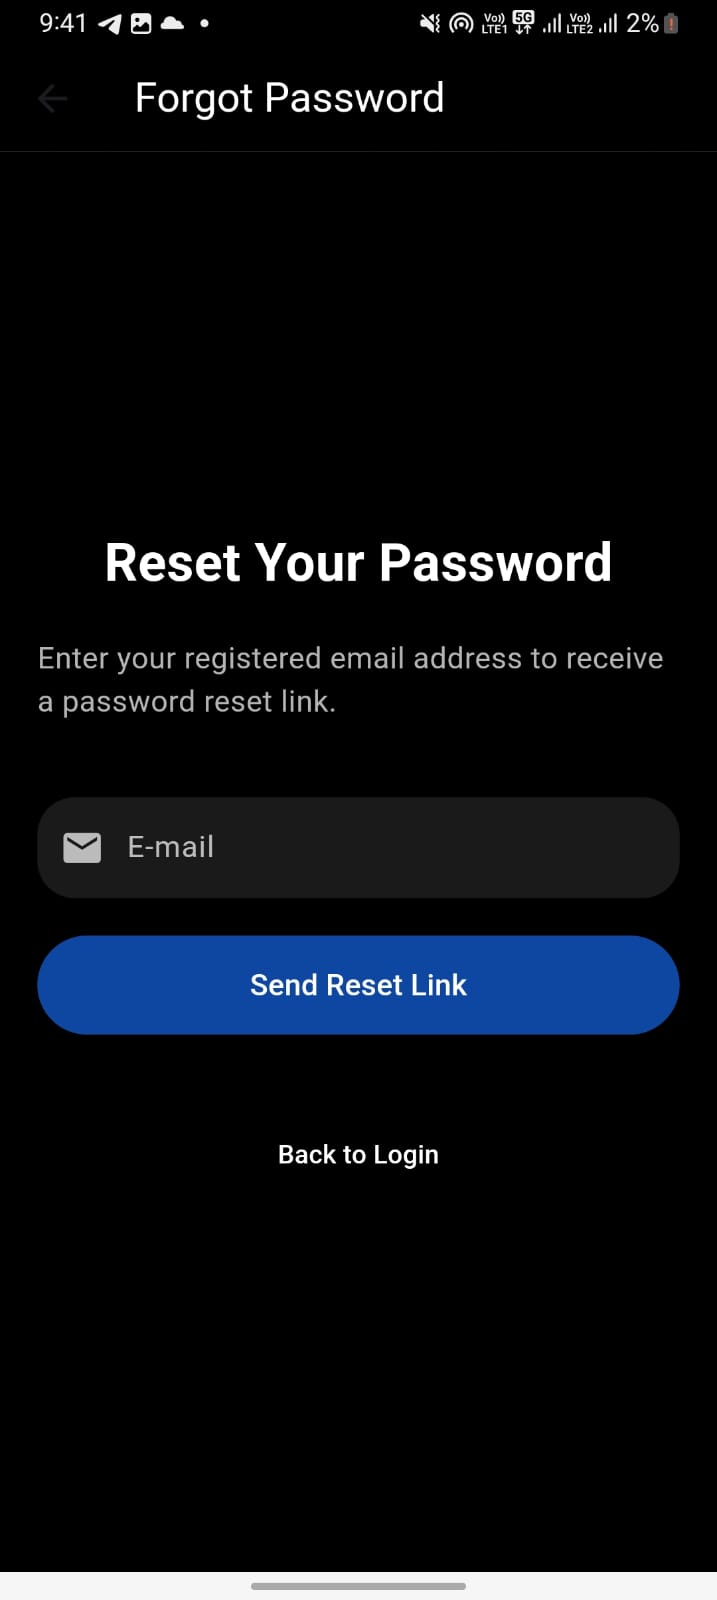 9:41
Vo)) LTE1 5G Vo)) LTE2 2%
Forgot Password
Reset Your Password
Enter your registered email address to receive
a password reset link.
E-mail
Send Reset Link
Back to Login